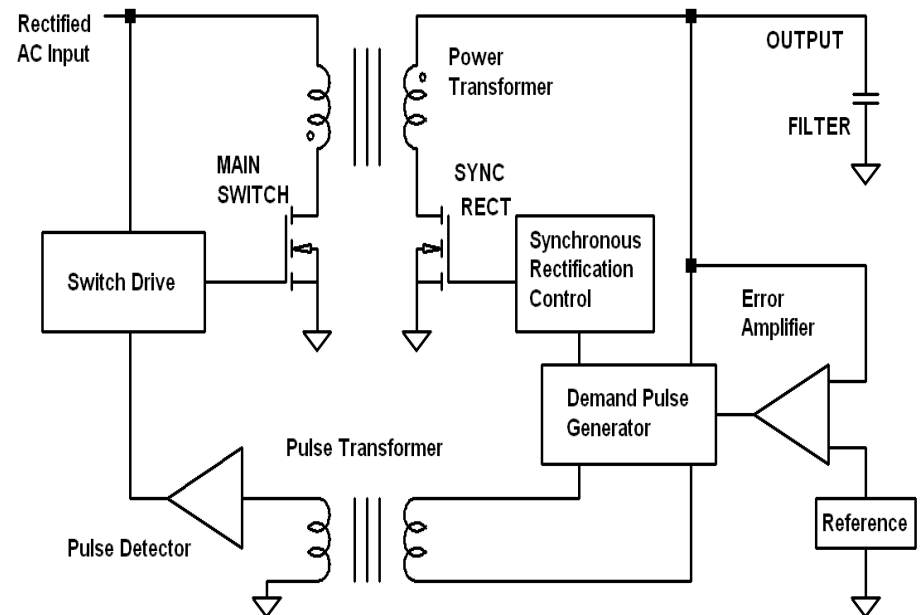 Rectified
AC Input
OUTPUT
Power
Transformer
FILTER
MAIN
SWITCH
SYNC
RECT
Synchronous
Rectification
Control
Switch Drive
Error
Amplifier
Demand Pulse
Generator
Pulse Transformer
Reference
Pulse Detector